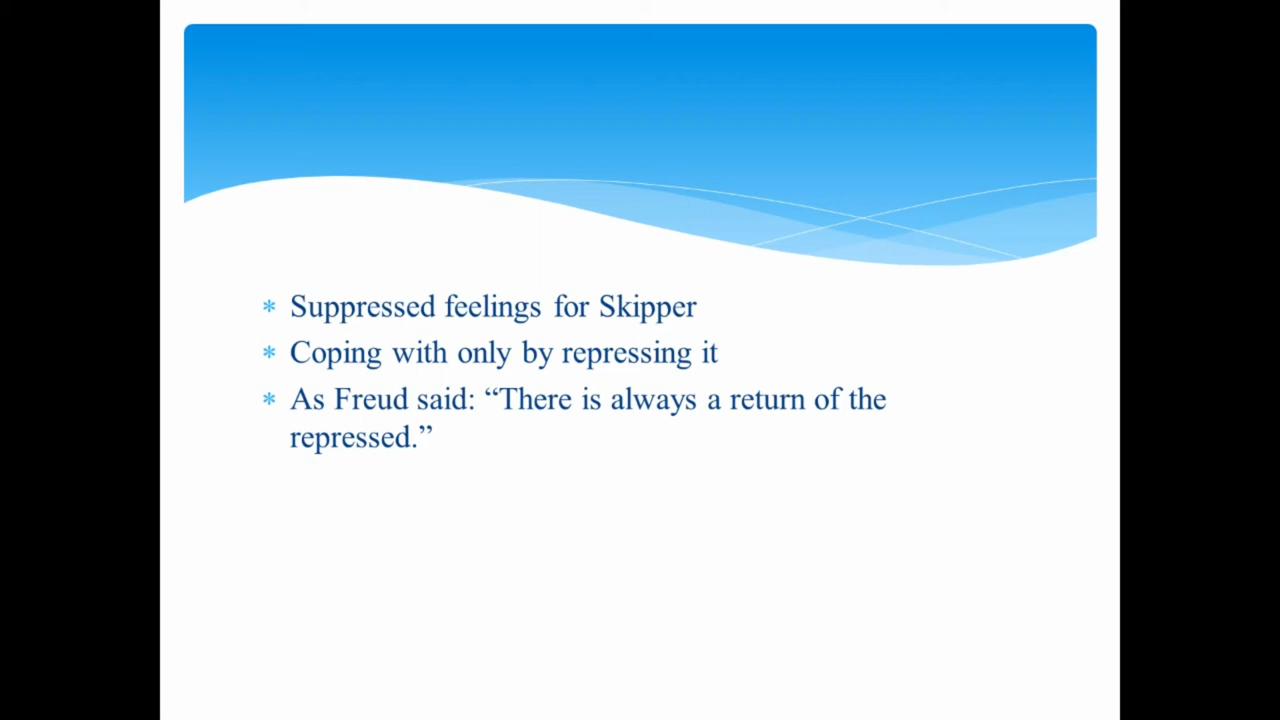 * Suppressed feelings for Skipper
* Coping with only by repressing it
* As Freud said: “There is always a return of the
repressed.”